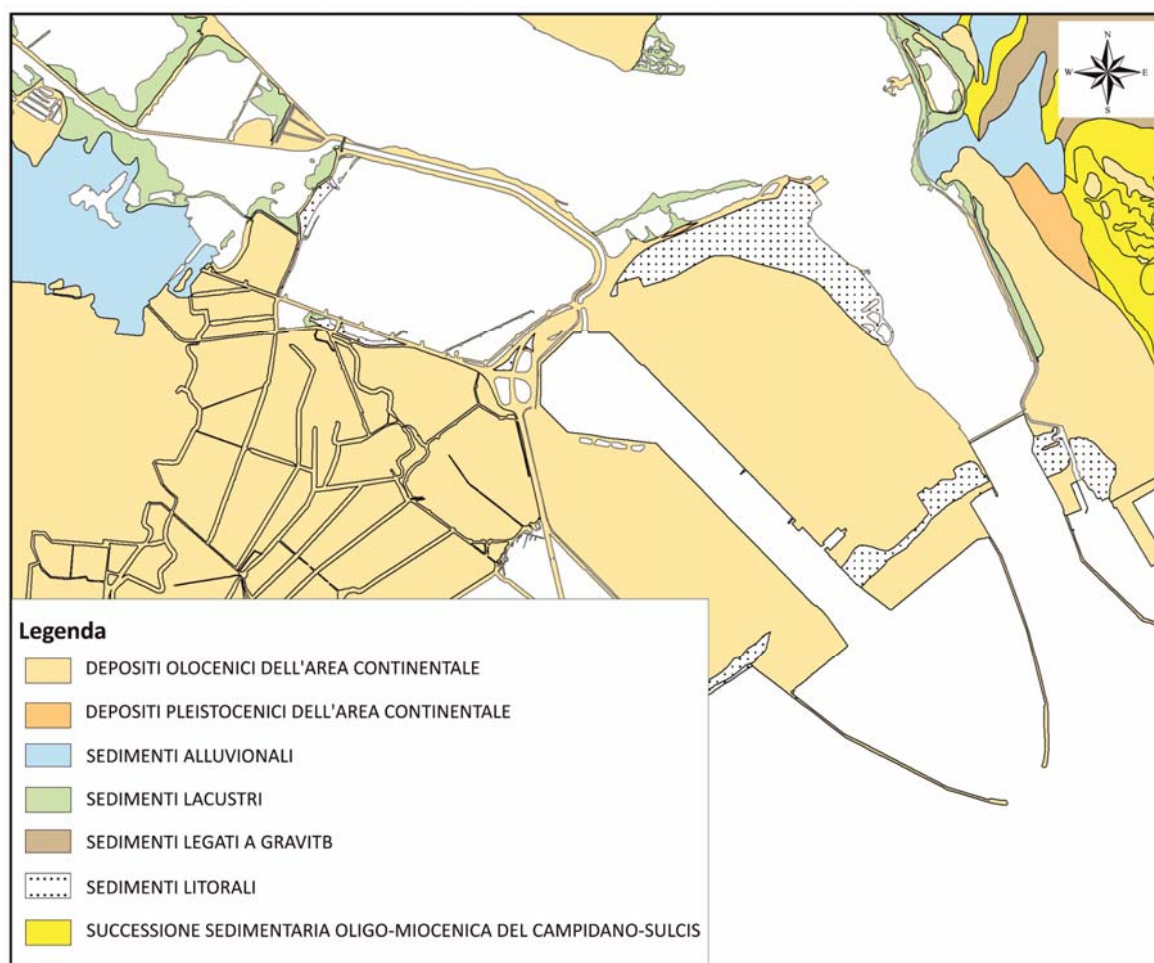 N
W E
S
Legenda
DEPOSITI OLOCENICI DELL'AREA CONTINENTALE
DEPOSITI PLEISTOCENICI DELL'AREA CONTINENTALE
SEDIMENTI ALLUVIONALI
SEDIMENTI LACUSTRI
SEDIMENTI LEGATI A GRAVITB
SEDIMENTI LITORALI
SUCCESSIONE SEDIMENTARIA OLIGO-MIOCENICA DEL CAMPIDANO-SULCIS